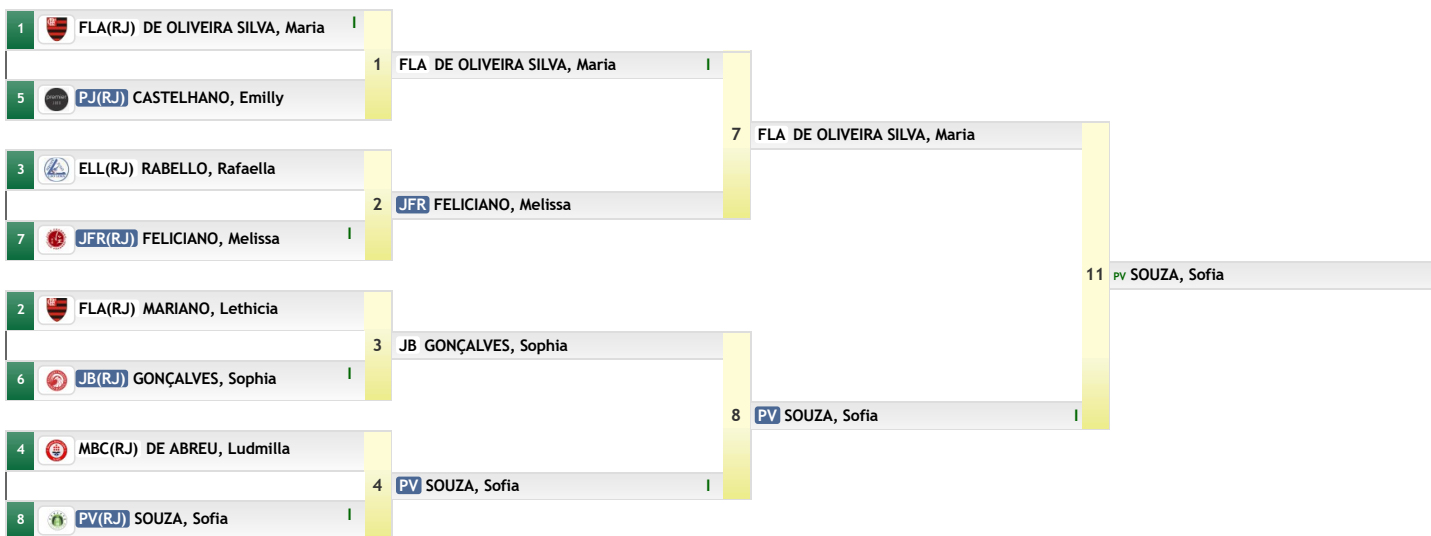 1 FLA(RJ) DE OLIVEIRA SILVA, Maria I
1 FLA DE OLIVEIRA SILVA, Maria I
5 PJ(RJ) CASTELHANO, Emilly
7 FLA DE OLIVEIRA SILVA, Maria
3 ELL(RJ) RABELLO, Rafaella
2 JFR FELICIANO, Melissa
7 JFR(RJ) FELICIANO, Melissa I
11 PV SOUZA, Sofia
2 FLA(RJ) MARIANO, Lethicia
3 JB GONÇALVES, Sophia
6 JB(RJ) GONÇALVES, Sophia I
8 PV SOUZA, Sofia I
4 MBC(RJ) DE ABREU, Ludmilla
4 PV SOUZA, Sofia I
8 PV(RJ) SOUZA, Sofia I